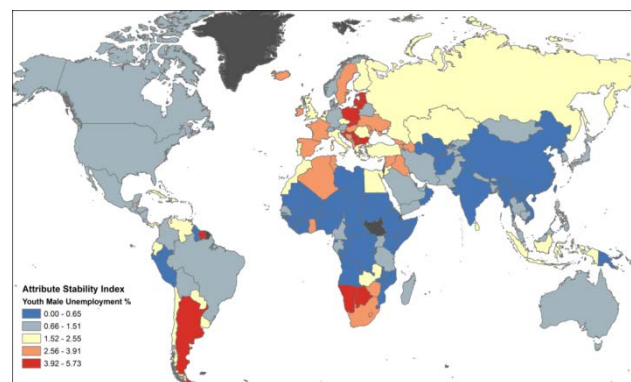 Attribute Stability Index
Youth Male Unemployment %
0.00 - 0.65
0.66 - 1.51
1.52 - 2.55
2.56 - 3.91
3.92 - 5.73